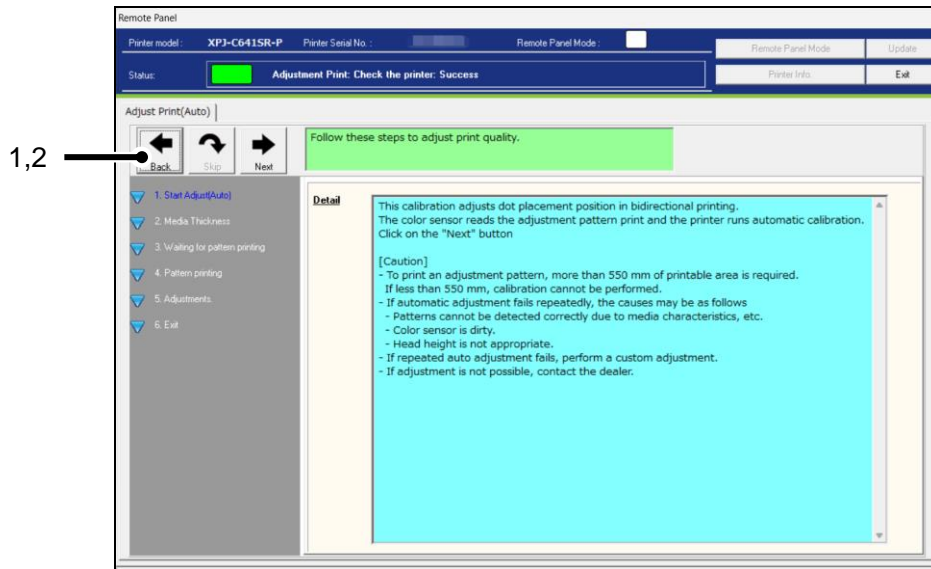 Remote Panel
Printer model : XPJ-C641SR-P Printer Serial No. : Remote Panel Mode :
Remote Panel Mode Update
Status: Adjustment Print: Check the printer: Success
Printer Info. Exit
Adjust Print(Auto)
Follow these steps to adjust print quality.
Back Skip Next
1,2
1. Start Adjust(Auto)
2. Media Thickness
3. Waiting for pattern printing
4. Pattern printing
5. Adjustments
6. Exit
Detail
This calibration adjusts dot placement position in bidirectional printing.
The color sensor reads the adjustment pattern print and the printer runs automatic calibration.
Click on the "Next" button
[Caution]
- To print an adjustment pattern, more than 550 mm of printable area is required.
If less than 550 mm, calibration cannot be performed.
- If automatic adjustment fails repeatedly, the causes may be as follows
- Patterns cannot be detected correctly due to media characteristics, etc.
- Color sensor is dirty.
- Head height is not appropriate.
- If repeated auto adjustment fails, perform a custom adjustment.
- If adjustment is not possible, contact the dealer.